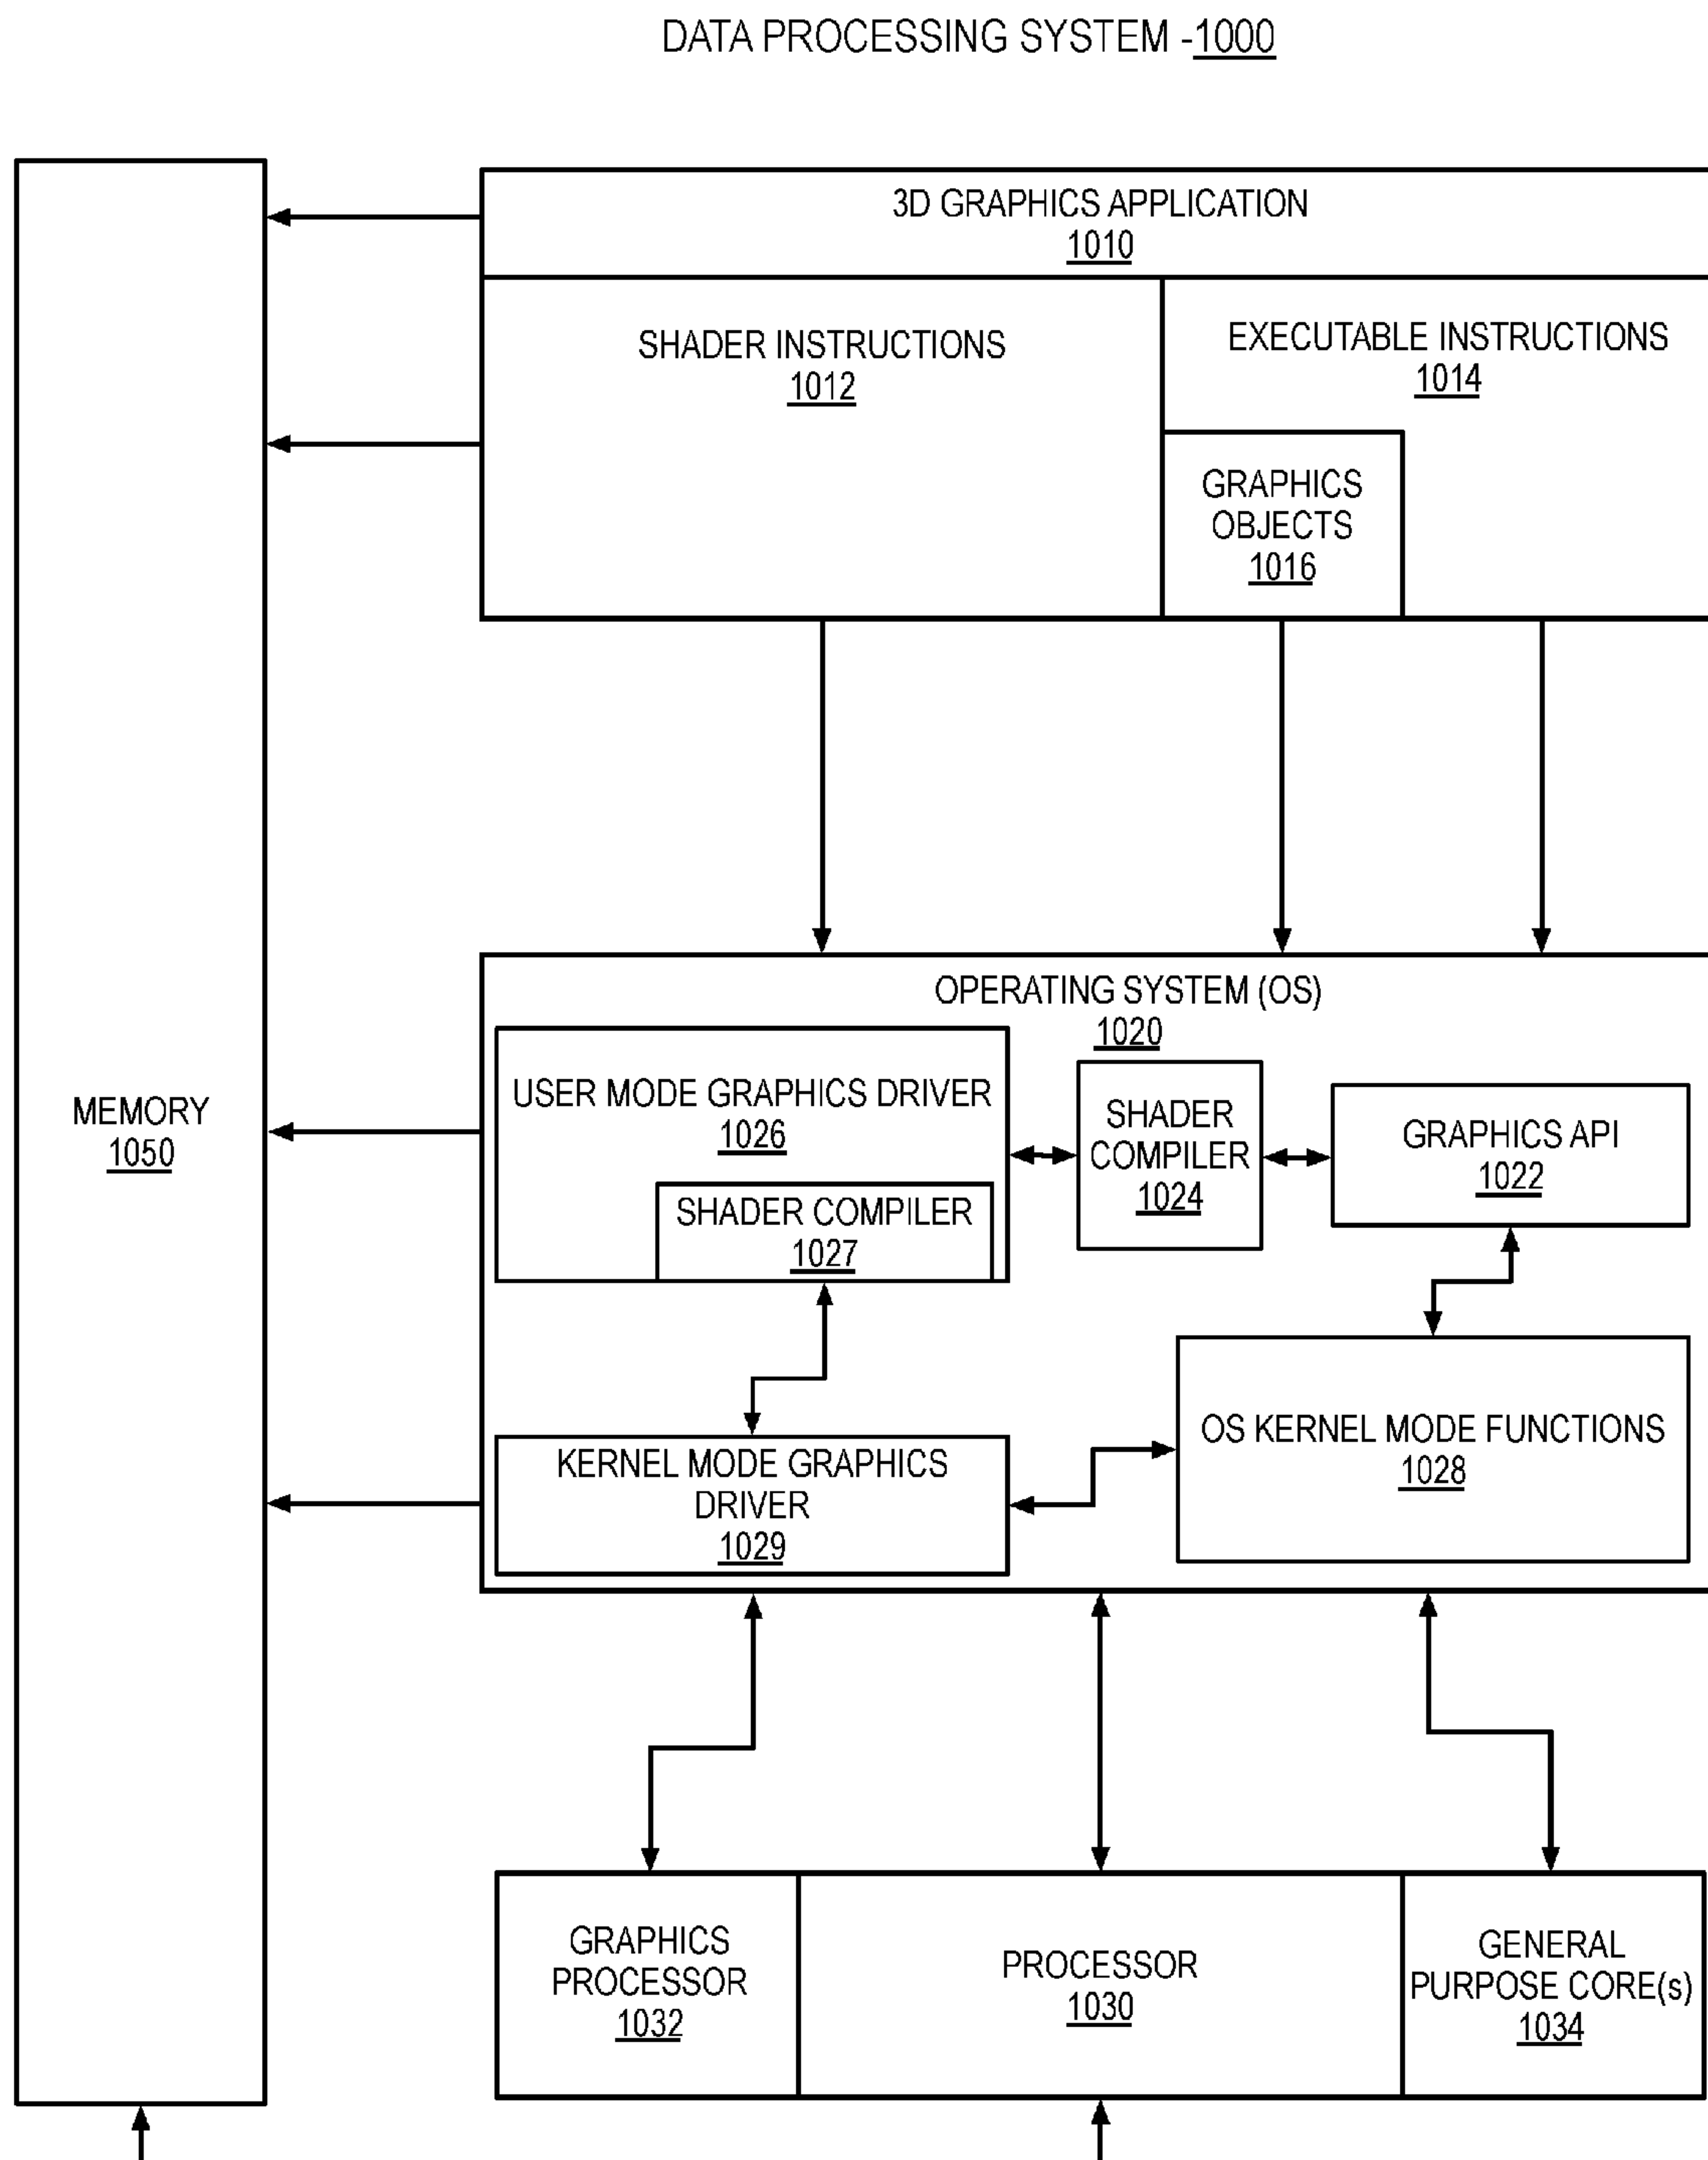 DATA PROCESSING SYSTEM -1000
3D GRAPHICS APPLICATION
1010
SHADER INSTRUCTIONS
1012
EXECUTABLE INSTRUCTIONS
1014
GRAPHICS
OBJECTS
1016
OPERATING SYSTEM (OS)
1020
USER MODE GRAPHICS DRIVER
1026
SHADER COMPILER
1027
SHADER
COMPILER
1024
GRAPHICS API
1022
MEMORY
1050
KERNEL MODE GRAPHICS
DRIVER
1029
OS KERNEL MODE FUNCTIONS
1028
GRAPHICS
PROCESSOR
1032
PROCESSOR
1030
GENERAL
PURPOSE CORE(s)
1034